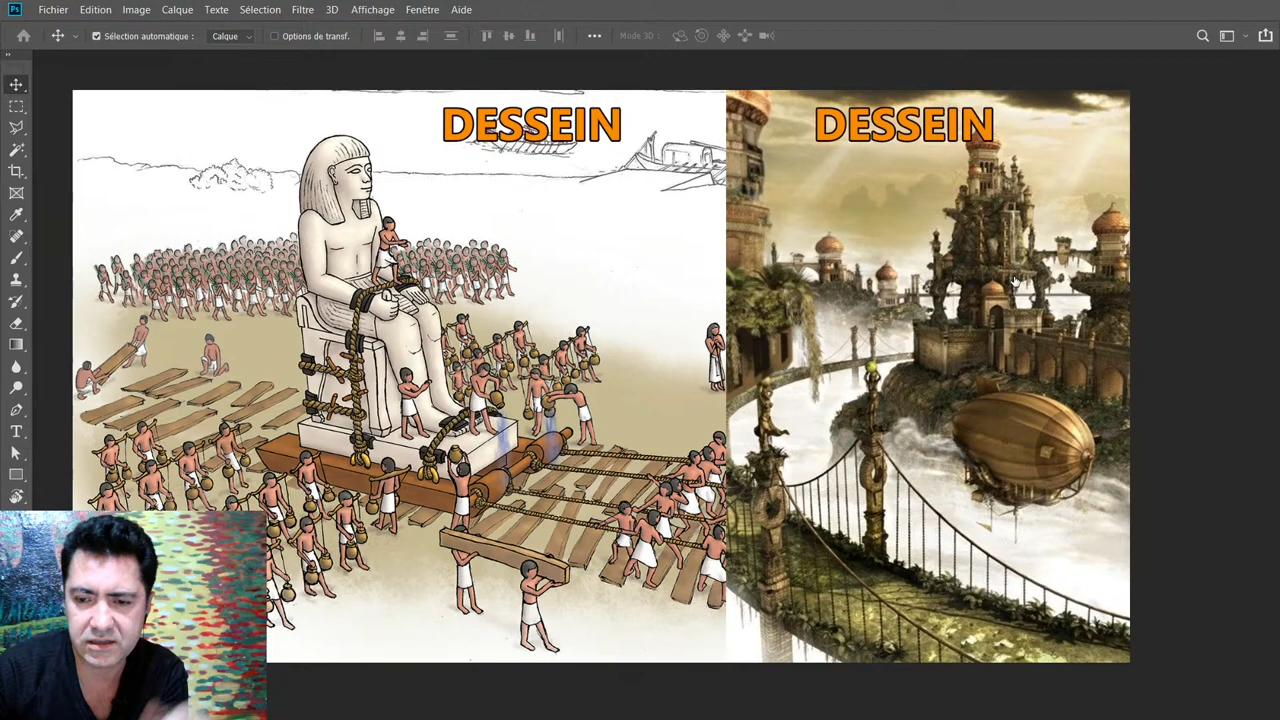 Ps Fichier Edition Image Calque Texte Sélection Filtre 3D Affichage Fenêtre Aide
Sélection automatique : Calque Options de transf. Mode 3D :
DESSEIN DESSEIN
T